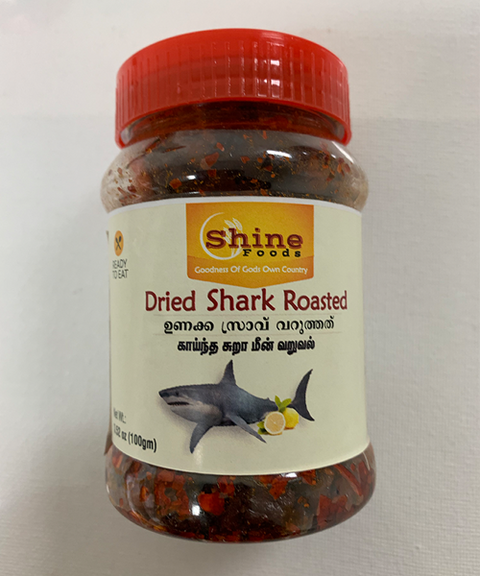 Shine
Foods
Goodness Of Gods Own Country
READY
TO EAT
Dried Shark Roasted
ഉണക്ക സ്രാവ് വറുത്തത്
காய்ந்த சுறா மீன் வறுவல்
Net Wt.:
(100gm)